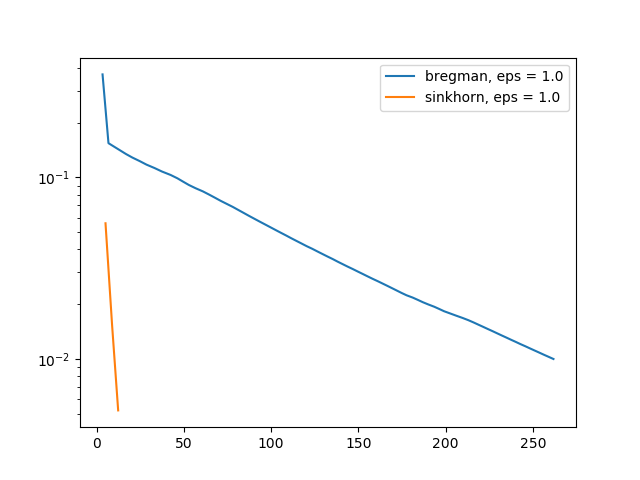 bregman, eps = 1.0
sinkhorn, eps = 1.0
10⁻¹
10⁻²
0 50 100 150 200 250